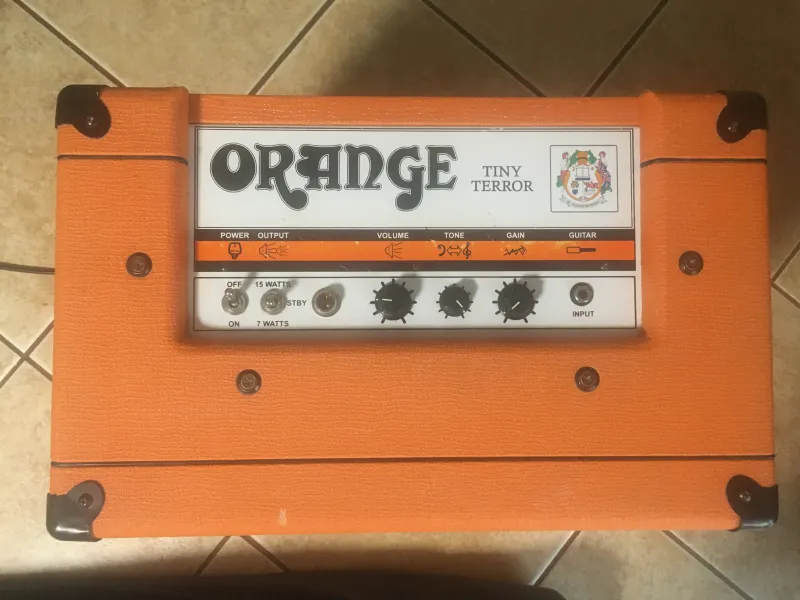 ORANGE
TINY
TERROR
POWER OUTPUT VOLUME TONE GAIN GUITAR
OFF 15 WATTS
STBY
ON 7 WATTS
INPUT